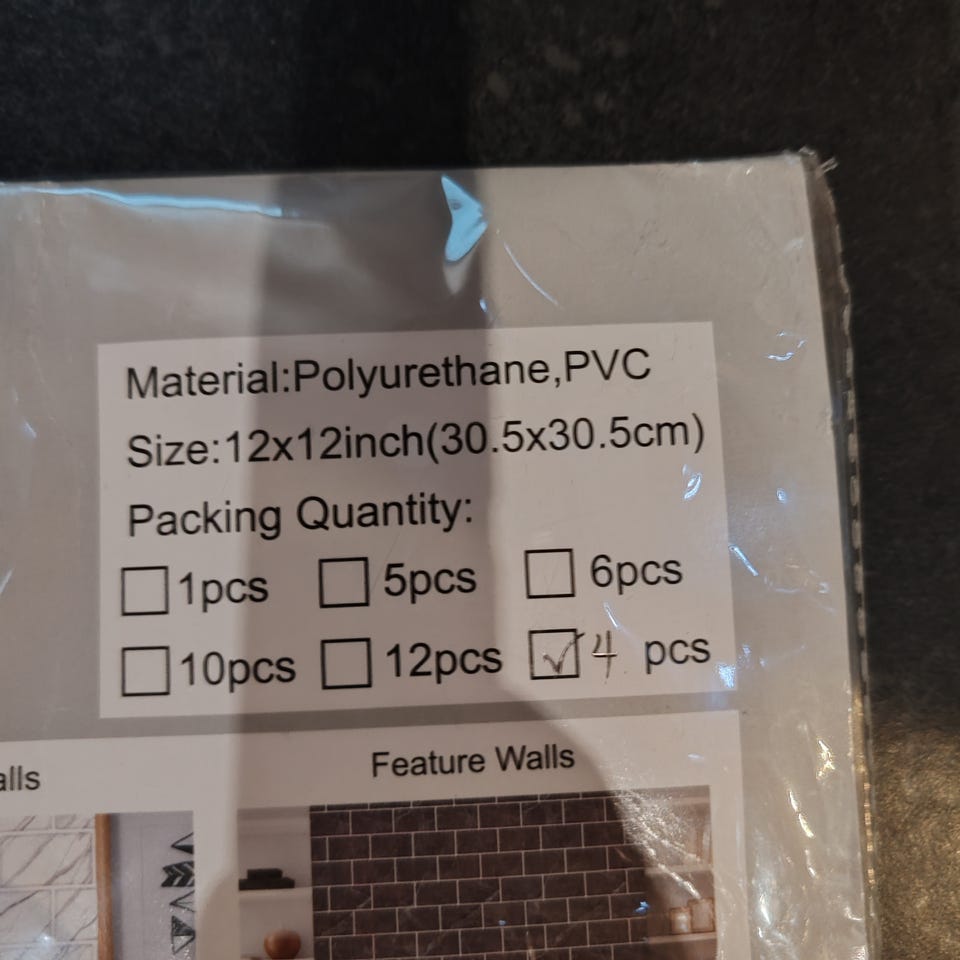 Material:Polyurethane,PVC
Size:12x12inch(30.5x30.5cm)
Packing Quantity:
1pcs 5pcs 6pcs
10pcs 12pcs 4 pcs
alls Feature Walls